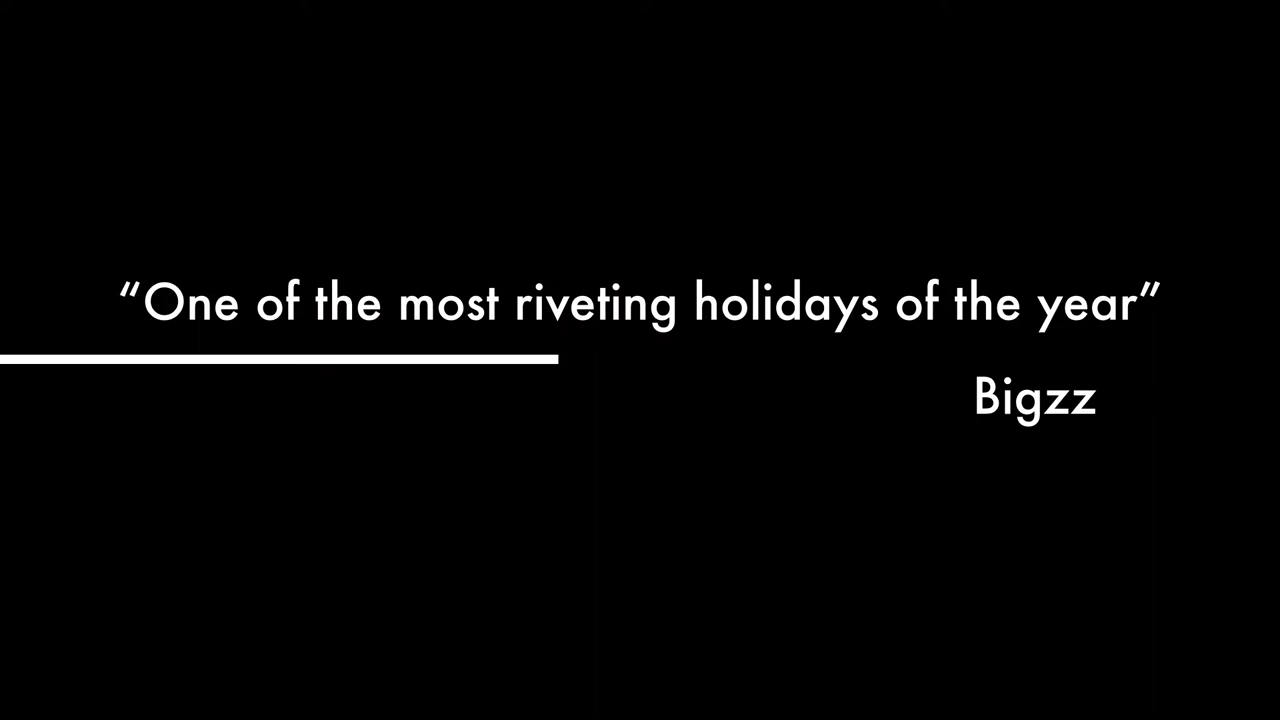 “One of the most riveting holidays of the year”
Bigzz